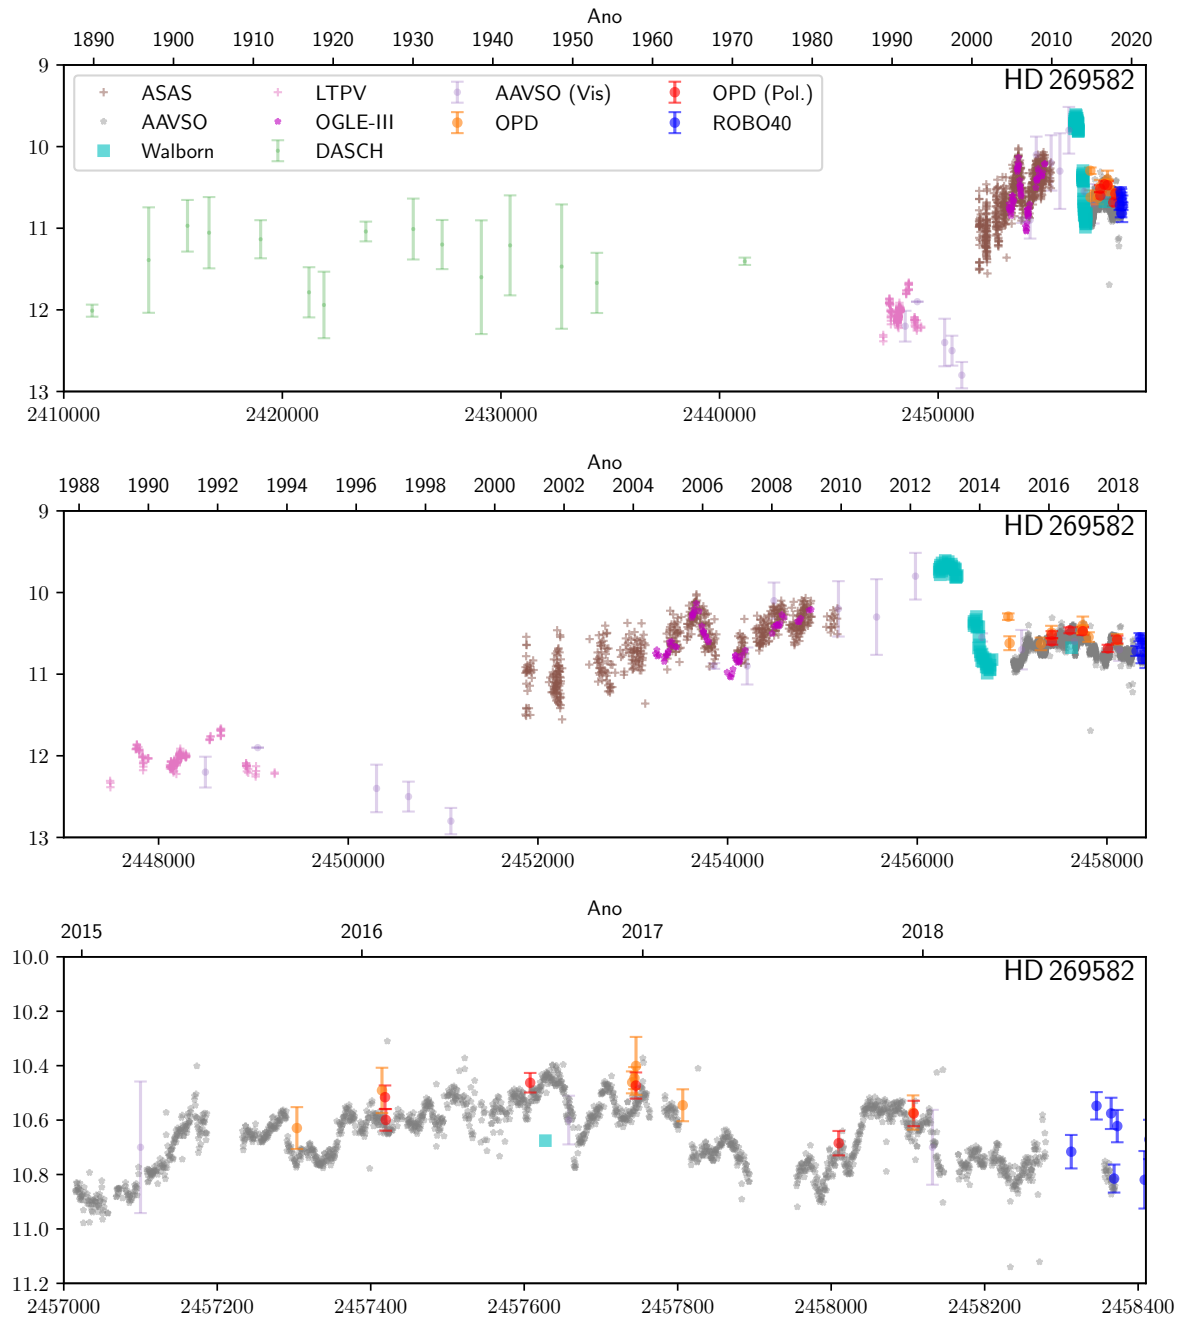 Ano
1890 1900 1910 1920 1930 1940 1950 1960 1970 1980 1990 2000 2010 2020
HD 269582
ASAS LTPV AAVSO (Vis) OPD (Pol.)
AAVSO OGLE-III OPD ROBO40
Walborn DASCH
9
10
11
12
13
2410000 2420000 2430000 2440000 2450000
Ano
1988 1990 1992 1994 1996 1998 2000 2002 2004 2006 2008 2010 2012 2014 2016 2018
HD 269582
9
10
11
12
13
2448000 2450000 2452000 2454000 2456000 2458000
Ano
2015 2016 2017 2018
HD 269582
10.0
10.2
10.4
10.6
10.8
11.0
11.2
2457000 2457200 2457400 2457600 2457800 2458000 2458200 2458400